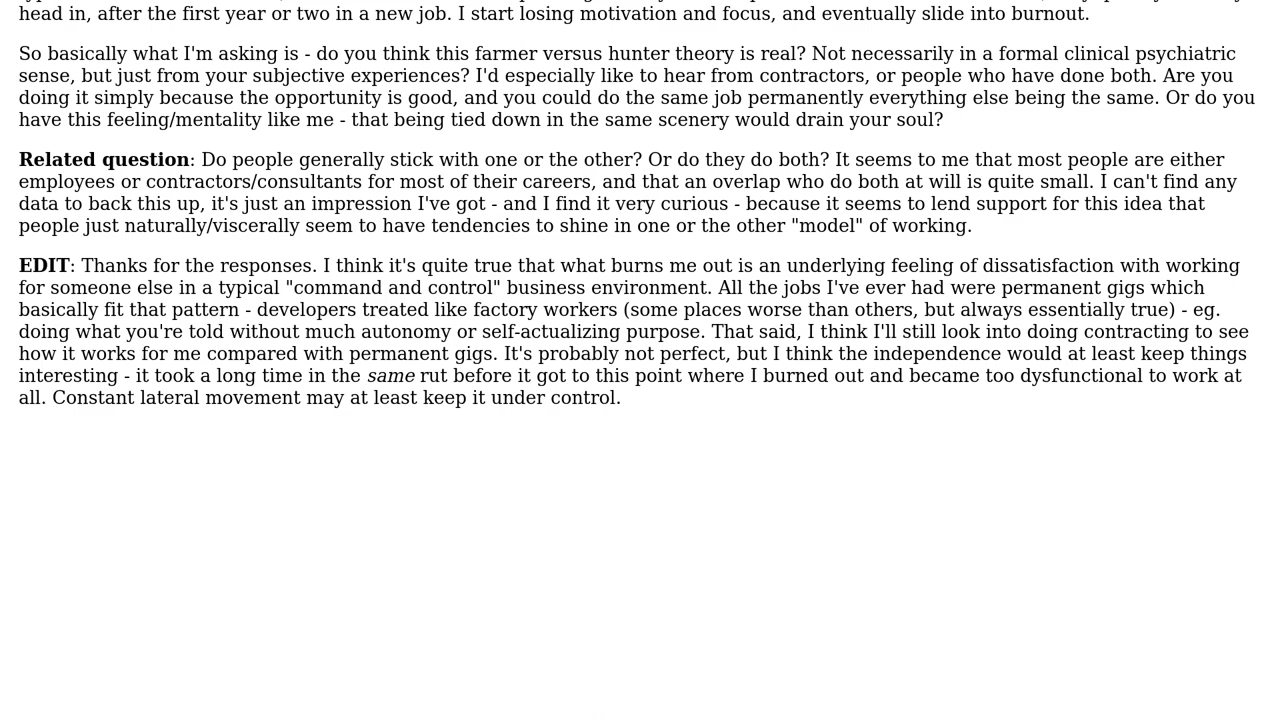 head in, after the first year or two in a new job. I start losing motivation and focus, and eventually slide into burnout.
So basically what I'm asking is - do you think this farmer versus hunter theory is real? Not necessarily in a formal clinical psychiatric
sense, but just from your subjective experiences? I'd especially like to hear from contractors, or people who have done both. Are you
doing it simply because the opportunity is good, and you could do the same job permanently everything else being the same. Or do you
have this feeling/mentality like me - that being tied down in the same scenery would drain your soul?
Related question: Do people generally stick with one or the other? Or do they do both? It seems to me that most people are either
employees or contractors/consultants for most of their careers, and that an overlap who do both at will is quite small. I can't find any
data to back this up, it's just an impression I've got - and I find it very curious - because it seems to lend support for this idea that
people just naturally/viscerally seem to have tendencies to shine in one or the other "model" of working.
EDIT: Thanks for the responses. I think it's quite true that what burns me out is an underlying feeling of dissatisfaction with working
for someone else in a typical "command and control" business environment. All the jobs I've ever had were permanent gigs which
basically fit that pattern - developers treated like factory workers (some places worse than others, but always essentially true) - eg.
doing what you're told without much autonomy or self-actualizing purpose. That said, I think I'll still look into doing contracting to see
how it works for me compared with permanent gigs. It's probably not perfect, but I think the independence would at least keep things
interesting - it took a long time in the same rut before it got to this point where I burned out and became too dysfunctional to work at
all. Constant lateral movement may at least keep it under control.